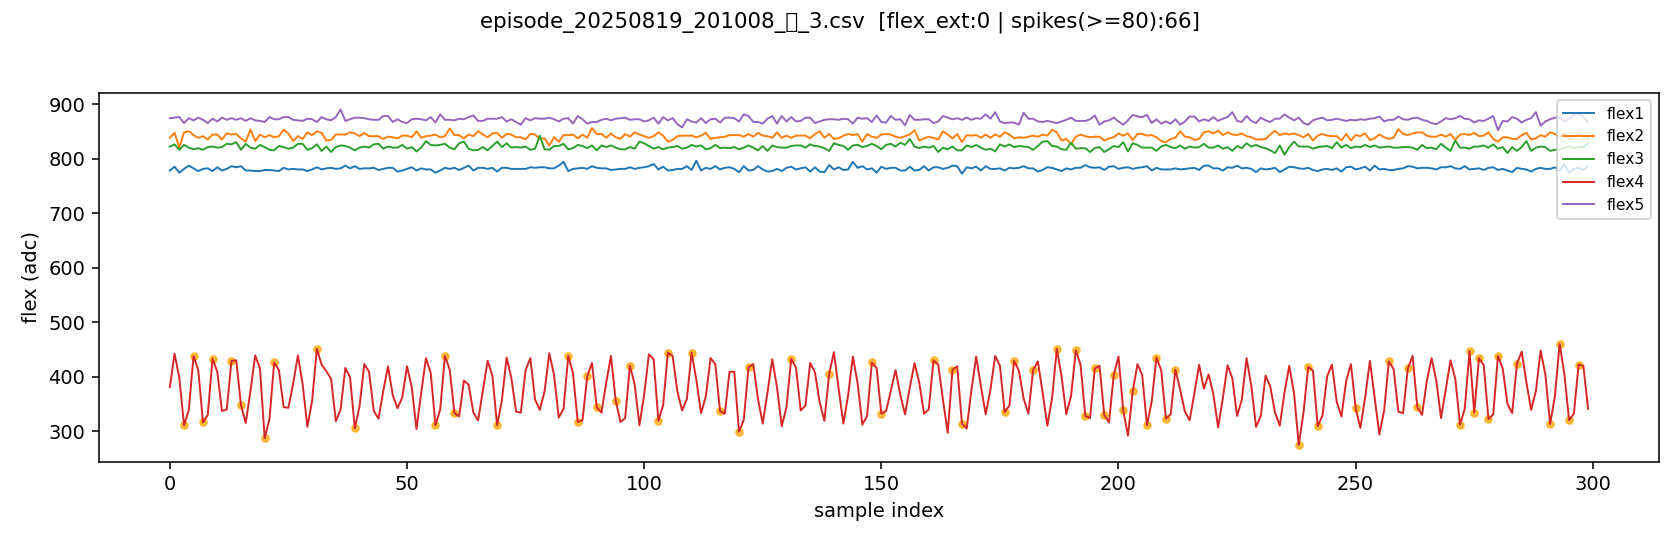 episode_20250819_201008_▯_3.csv [flex_ext:0 | spikes(>=80):66]
900
800
700
600
500
400
300
flex (adc)
flex1
flex2
flex3
flex4
flex5
0
50
100
150
200
250
300
sample index